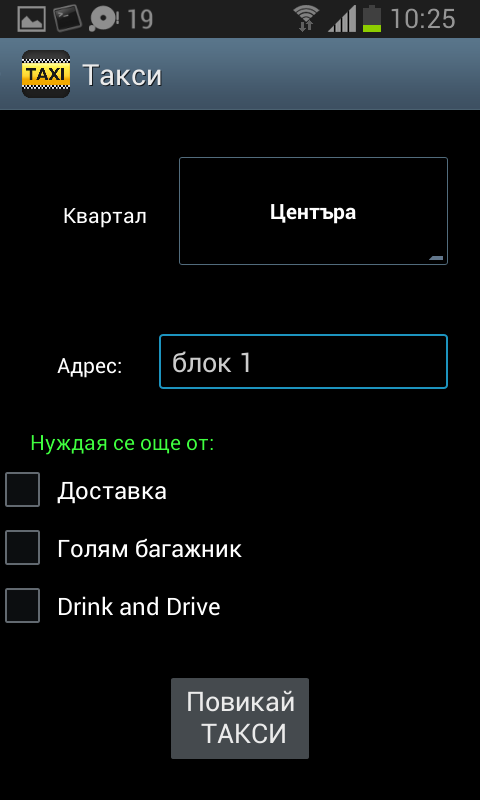 19 10:25
TAXI Такси
Квартал Центъра
Адрес: блок 1
Нуждая се още от:
Доставка
Голям багажник
Drink and Drive
Повикай
ТАКСИ